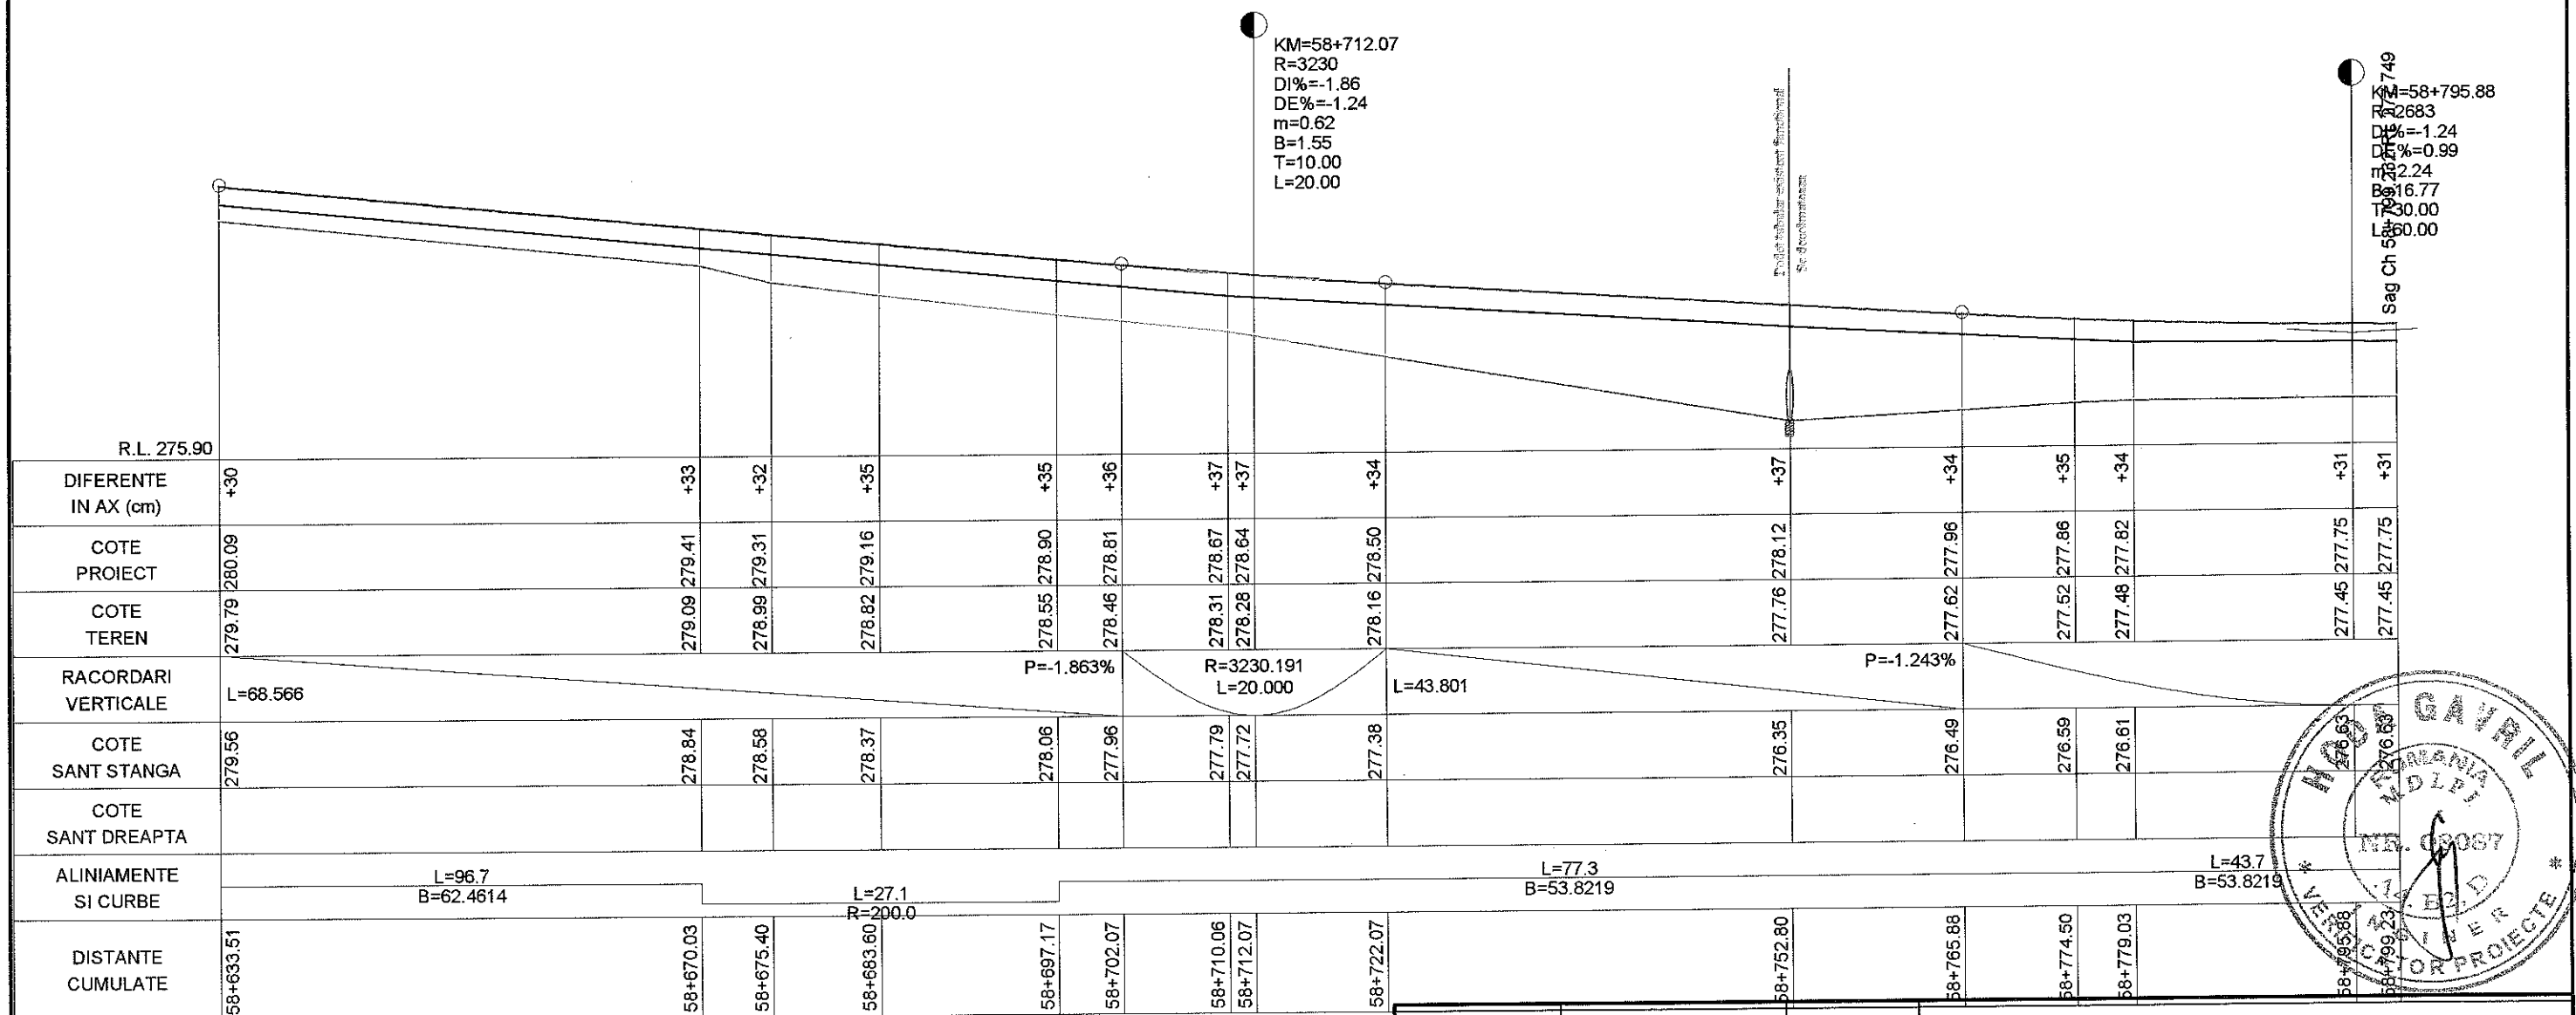 KM=58+712.07
R=3230
DI%=-1.86
DE%=-1.24
m=0.62
B=1.55
T=10.00
L=20.00
KM=58+795.88
R=2683
DI%=-1.24
DE%=0.99
m=2.24
B=16.77
T=30.00
L=60.00
Sag Ch 58+799.232
R.L. 275.90
DIFERENTE
IN AX (cm)
+30 +33 +32 +35 +35 +36 +37 +37 +34 +37 +34 +35 +34 +31 +31
COTE
PROIECT
280.09 279.41 279.31 279.16 278.90 278.81 278.67 278.64 278.50 278.12 277.96 277.86 277.82 277.75 277.75
COTE
TEREN
279.79 279.09 278.99 278.82 278.55 278.46 278.31 278.28 278.16 277.76 277.62 277.52 277.48 277.45 277.45
RACORDARI
VERTICALE
L=68.566
P=-1.863%
R=3230.191
L=20.000
L=43.801
P=-1.243%
COTE
SANT STANGA
279.56 278.84 278.58 278.37 278.06 277.96 277.79 277.72 277.38 276.35 276.49 276.59 276.61 276.63 276.63
COTE
SANT DREAPTA
ALINIAMENTE
SI CURBE
L=96.7
B=62.4614
L=27.1
R=200.0
L=77.3
B=53.8219
L=43.7
B=53.8219
DISTANTE
CUMULATE
58+633.51 58+670.03 58+675.40 58+683.60 58+697.17 58+702.07 58+710.06 58+712.07 58+722.07 58+752.80 58+765.88 58+774.50 58+779.03 58+795.88 58+799.23
GAVRIL
ROMANIA
MDLPI
NR. 08087
INGINER
VERIFICATOR PROIECTE